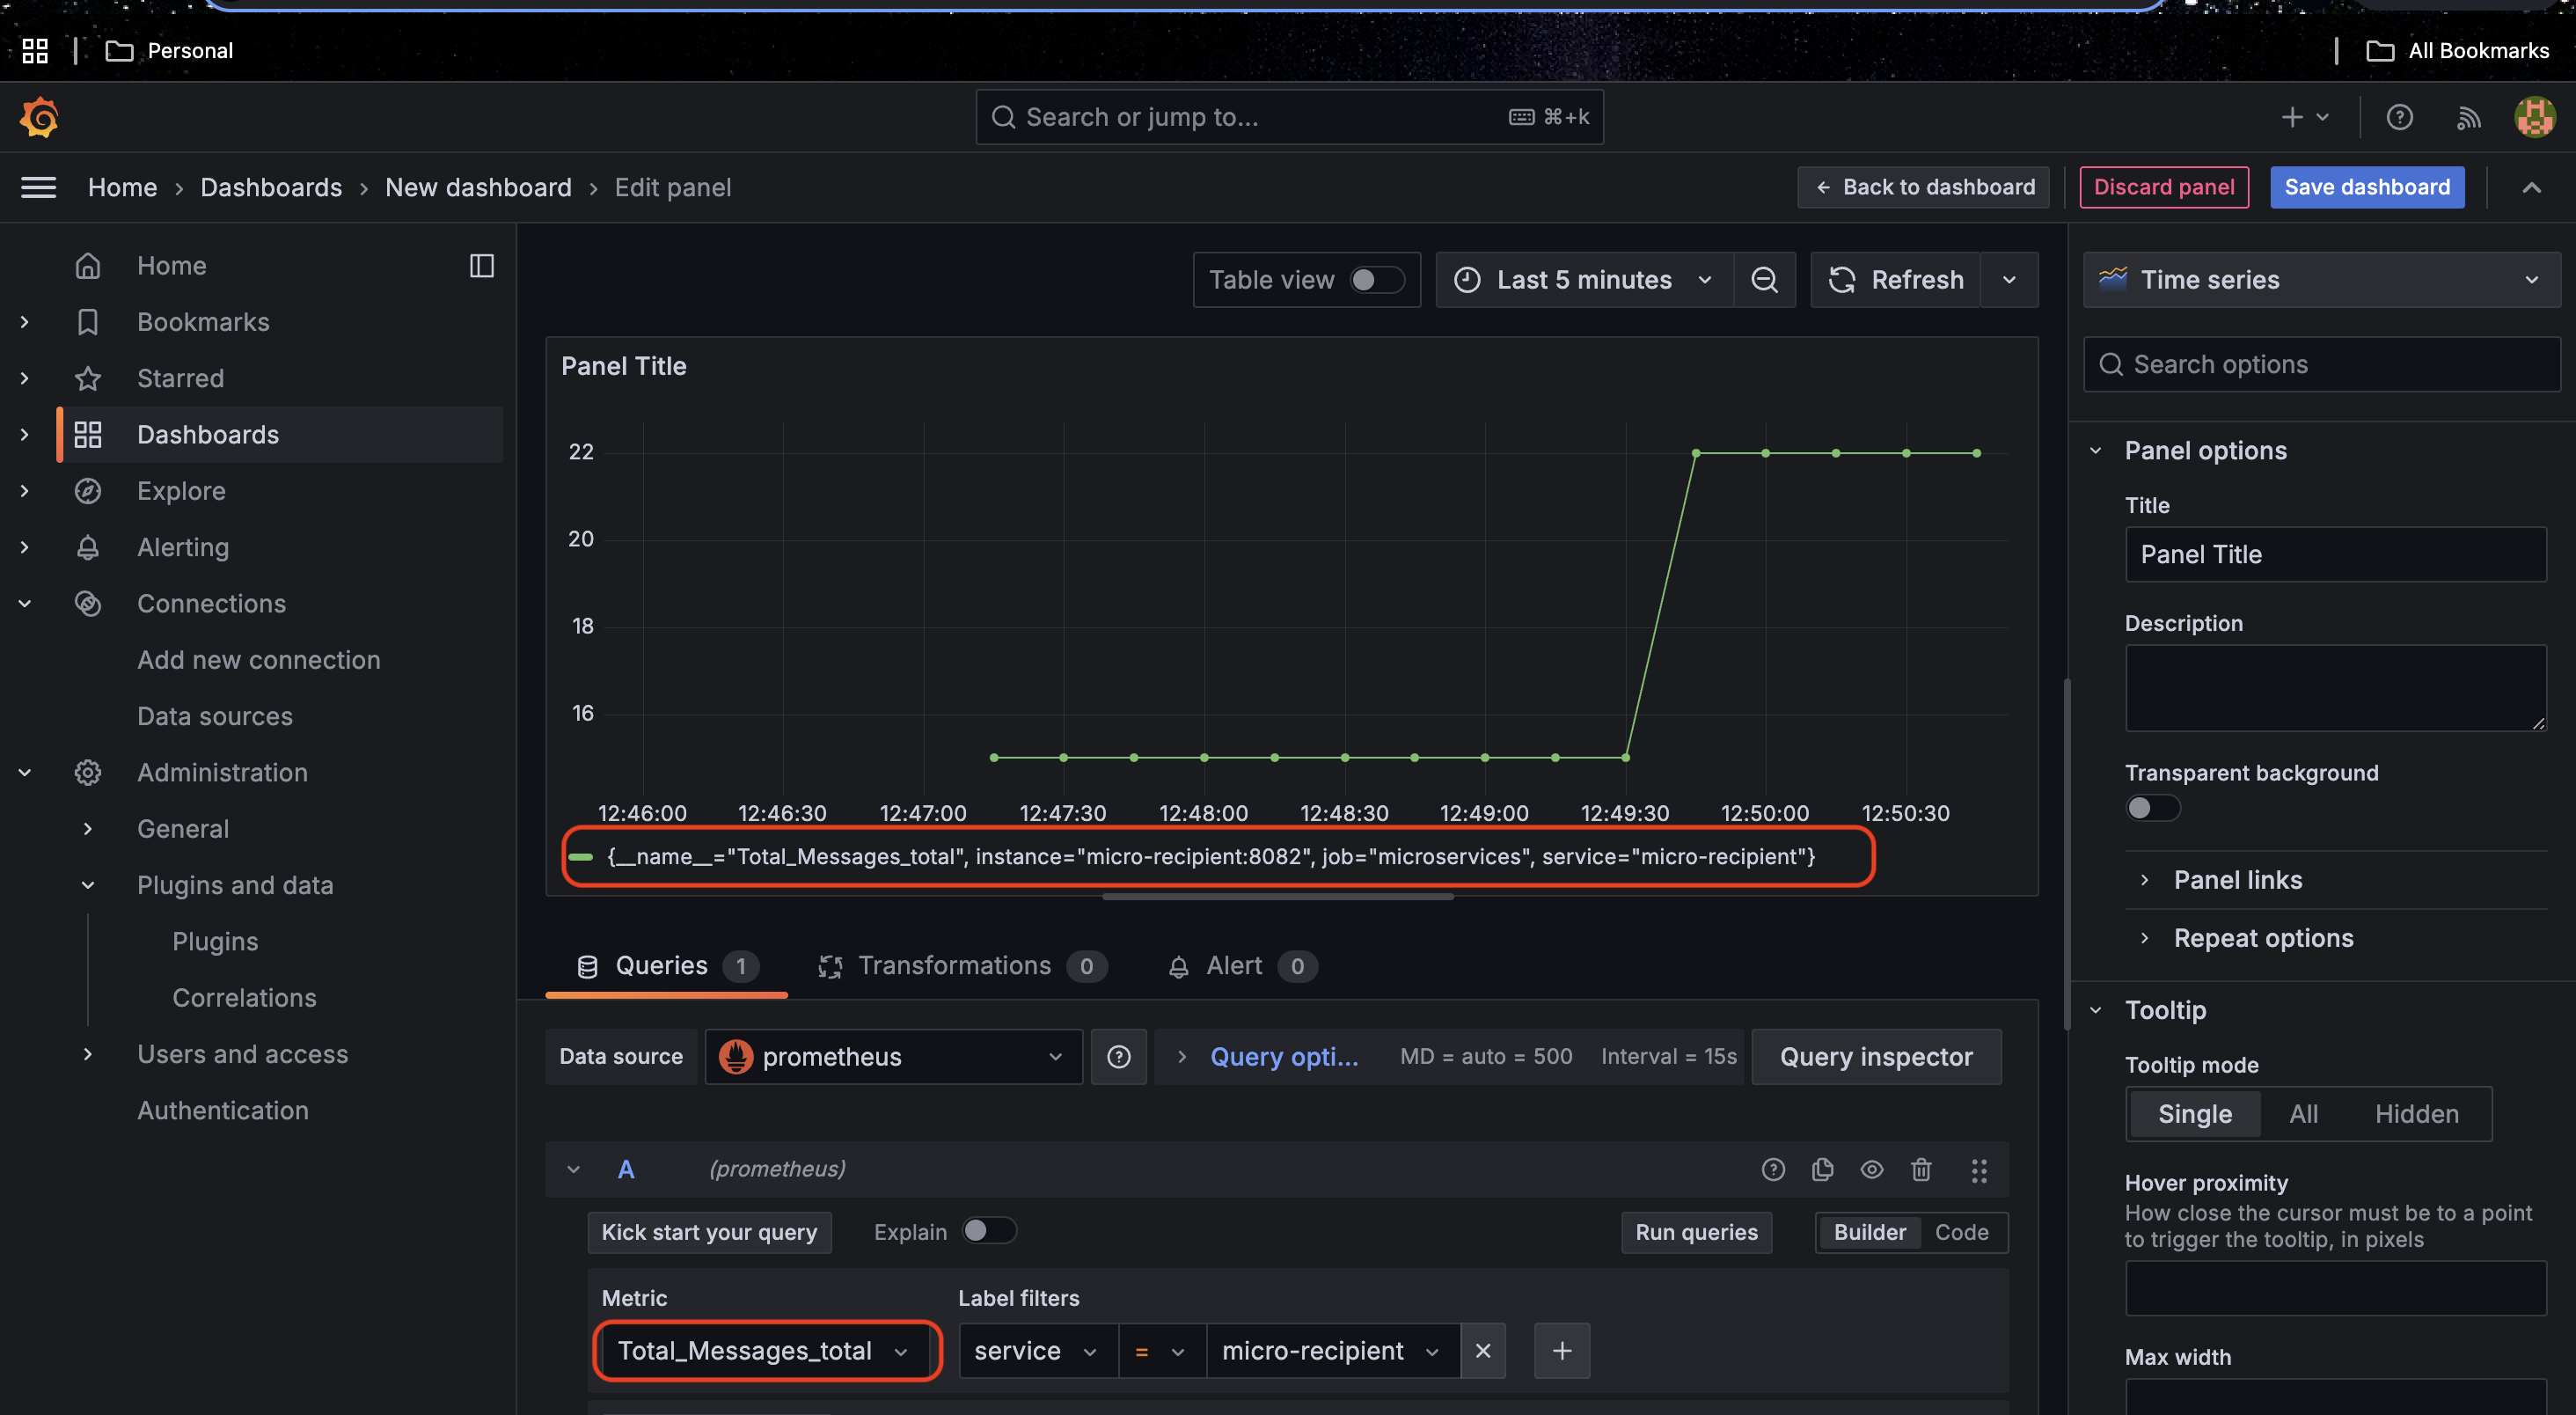 Personal
All Bookmarks
Search or jump to...
⌘+k
Home › Dashboards › New dashboard › Edit panel
← Back to dashboard
Discard panel
Save dashboard
Home
Bookmarks
Starred
Dashboards
Explore
Alerting
Connections
Add new connection
Data sources
Administration
General
Plugins and data
Plugins
Correlations
Users and access
Authentication
Table view
Last 5 minutes
Refresh
Panel Title
22
20
18
16
12:46:00 12:46:30 12:47:00 12:47:30 12:48:00 12:48:30 12:49:00 12:49:30 12:50:00 12:50:30
{__name__="Total_Messages_total", instance="micro-recipient:8082", job="microservices", service="micro-recipient"}
Queries 1
Transformations 0
Alert 0
Data source
prometheus
Query opti...
MD = auto = 500
Interval = 15s
Query inspector
A
(prometheus)
Kick start your query
Explain
Run queries
Builder
Code
Metric
Label filters
Total_Messages_total
service
=
micro-recipient
Time series
Search options
Panel options
Title
Panel Title
Description
Transparent background
Panel links
Repeat options
Tooltip
Tooltip mode
Single
All
Hidden
Hover proximity
How close the cursor must be to a point
to trigger the tooltip, in pixels
Max width